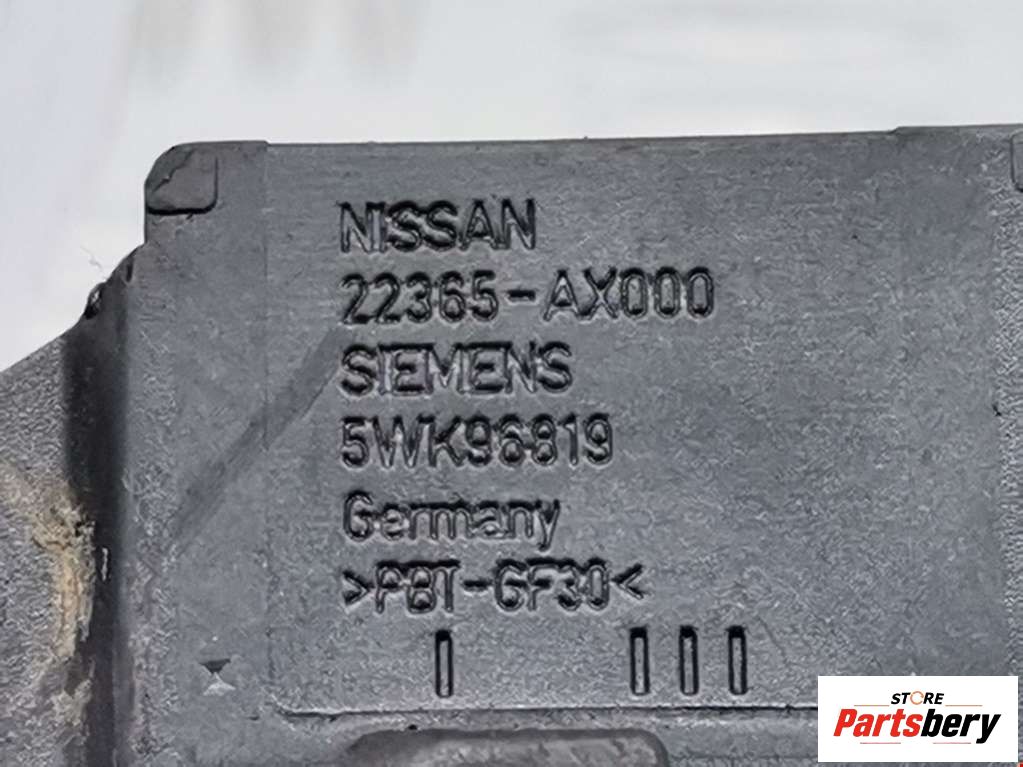 NISSAN
22365-AX000
SIEMENS
5WK96819
Germany
>PBT-GF30<
STORE
Partsbery